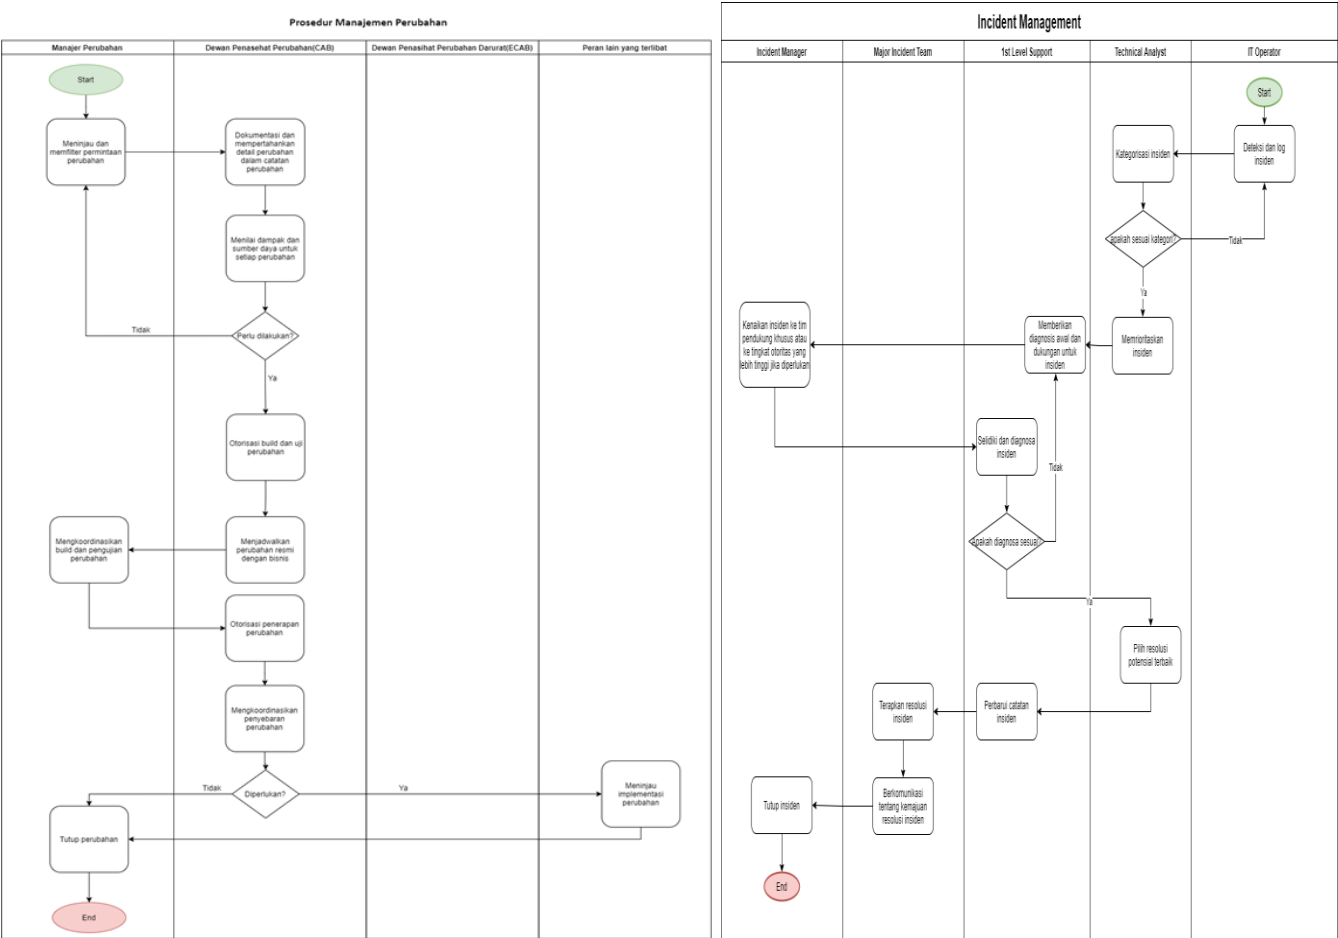 Prosedur Manajemen Perubahan
Manajer Perubahan
Dewan Penasehat Perubahan(CAB)
Dewan Penasihat Perubahan Darurat(ECAB)
Peran lain yang terlibat
Start
Meninjau dan
memfilter permintaan
perubahan
Dokumentasi dan
mempertahankan
detail perubahan
dalam catatan
perubahan
Menilai dampak dan
sumber daya untuk
setiap perubahan
Perlu dilakukan?
Tidak
Ya
Otorisasi build dan uji
perubahan
Menjadwalkan
perubahan resmi
dengan bisnis
Mengkoordinasikan
build dan pengujian
perubahan
Otorisasi penerapan
perubahan
Mengkoordinasikan
penyebaran
perubahan
Diperlukan?
Tidak
Ya
Meninjau
implementasi
perubahan
Tutup perubahan
End
Incident Management
Incident Manager
Major Incident Team
1st Level Support
Technical Analyst
IT Operator
Start
Deteksi dan log
insiden
Kategorisasi insiden
apakah sesuai kategori?
Tidak
Ya
Memrioritaskan
insiden
Memberikan
diagnosis awal dan
dukungan untuk
insiden
Kenaikan insiden ke tim
pendukung khusus atau
ke tingkat otoritas yang
lebih tinggi jika diperlukan
Selidiki dan diagnosa
insiden
Tidak
Apakah diagnosa sesuai?
Ya
Pilih resolusi
potensial terbaik
Perbarui catatan
insiden
Terapkan resolusi
insiden
Berkomunikasi
tentang kemajuan
resolusi insiden
Tutup insiden
End